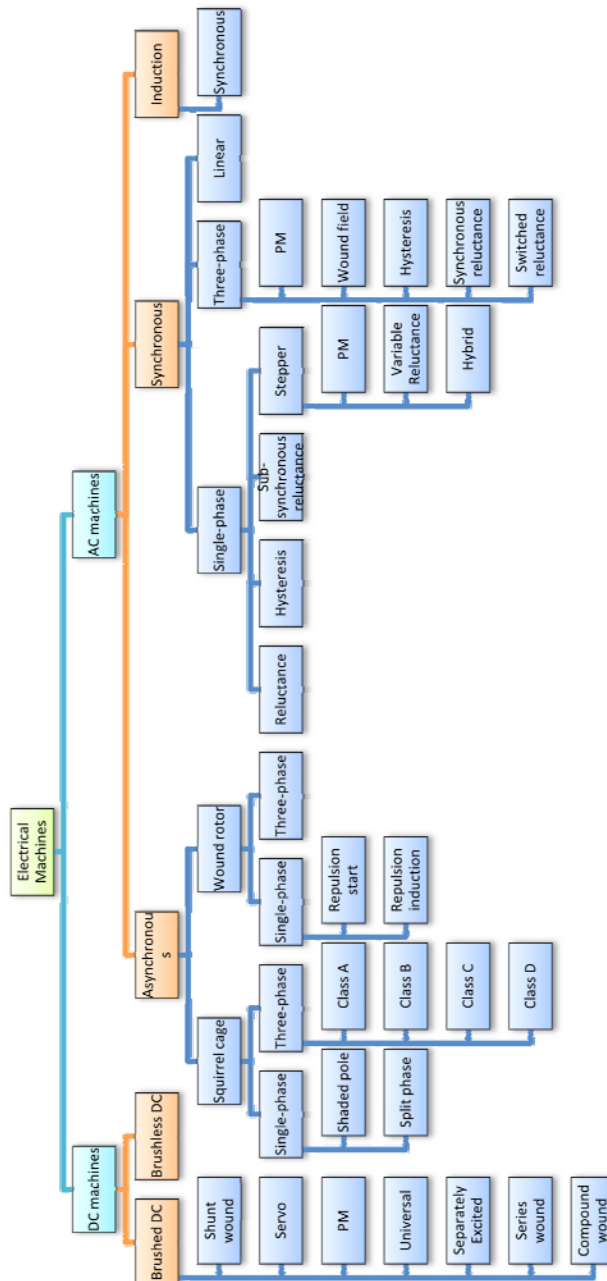 Electrical
Machines
DC machines
AC machines
Brushed DC
Brushless DC
Asynchronou
s
Synchronous
Induction
Shunt
wound
Servo
PM
Universal
Separately
Excited
Series
wound
Compound
wound
Squirrel cage
Wound rotor
Single-phase
Three-phase
Linear
Synchronous
Single-phase
Shaded pole
Split phase
Three-phase
Class A
Class B
Class C
Class D
Single-phase
Repulsion
start
Repulsion
induction
Three-phase
Reluctance
Hysteresis
Sub-
synchronous
reluctance
Stepper
PM
Variable
Reluctance
Hybrid
PM
Wound field
Hysteresis
Synchronous
reluctance
Switched
reluctance